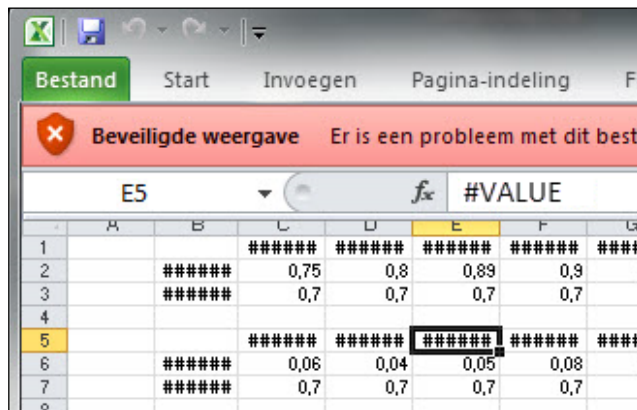 Bestand Start Invoegen Pagina-indeling F
Beveiligde weergave Er is een probleem met dit best
E5 fx #VALUE
A B C D E F G
1 ###### ###### ###### ###### ####
2 ###### 0,75 0,8 0,89 0,9
3 ###### 0,7 0,7 0,7 0,7
4
5 ###### ###### ###### ###### ####
6 ###### 0,06 0,04 0,05 0,08
7 ###### 0,7 0,7 0,7 0,7